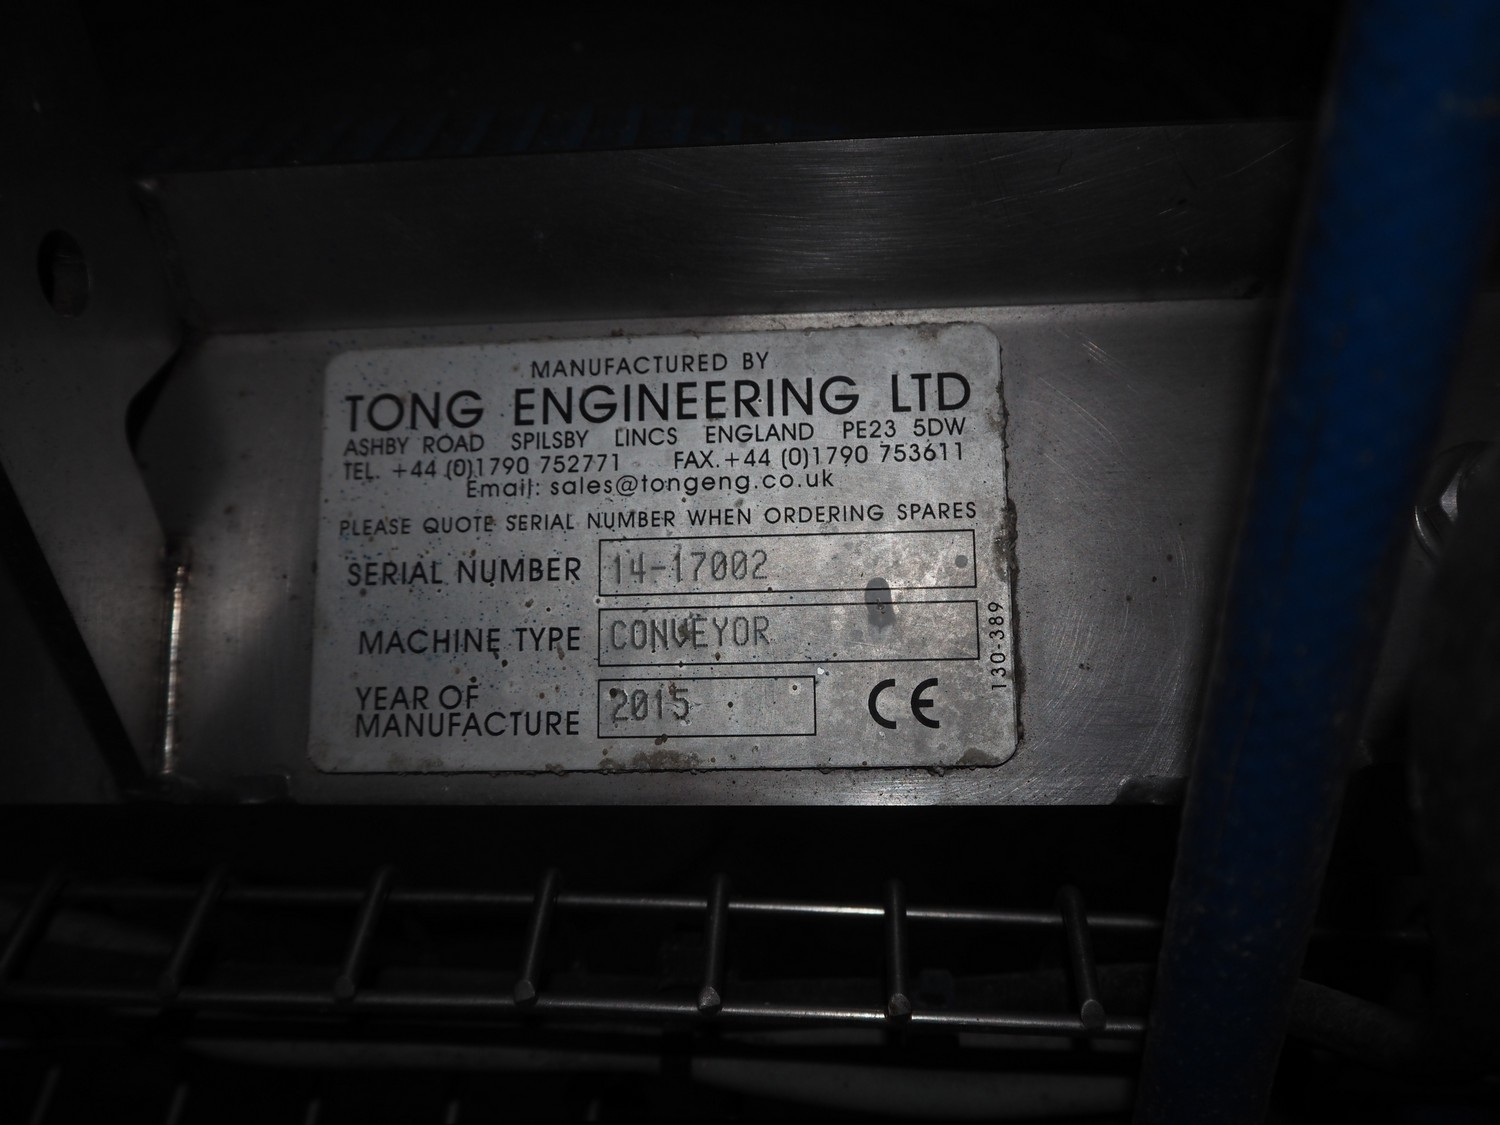 MANUFACTURED BY
TONG ENGINEERING LTD
ASHBY ROAD SPILSBY LINCS ENGLAND PE23 5DW
TEL. +44 (0)1790 752771 FAX.+44 (0)1790 753611
Email: sales@tongeng.co.uk
PLEASE QUOTE SERIAL NUMBER WHEN ORDERING SPARES
SERIAL NUMBER 14-17002
MACHINE TYPE CONVEYOR
YEAR OF
MANUFACTURE 2015
CE
130-389